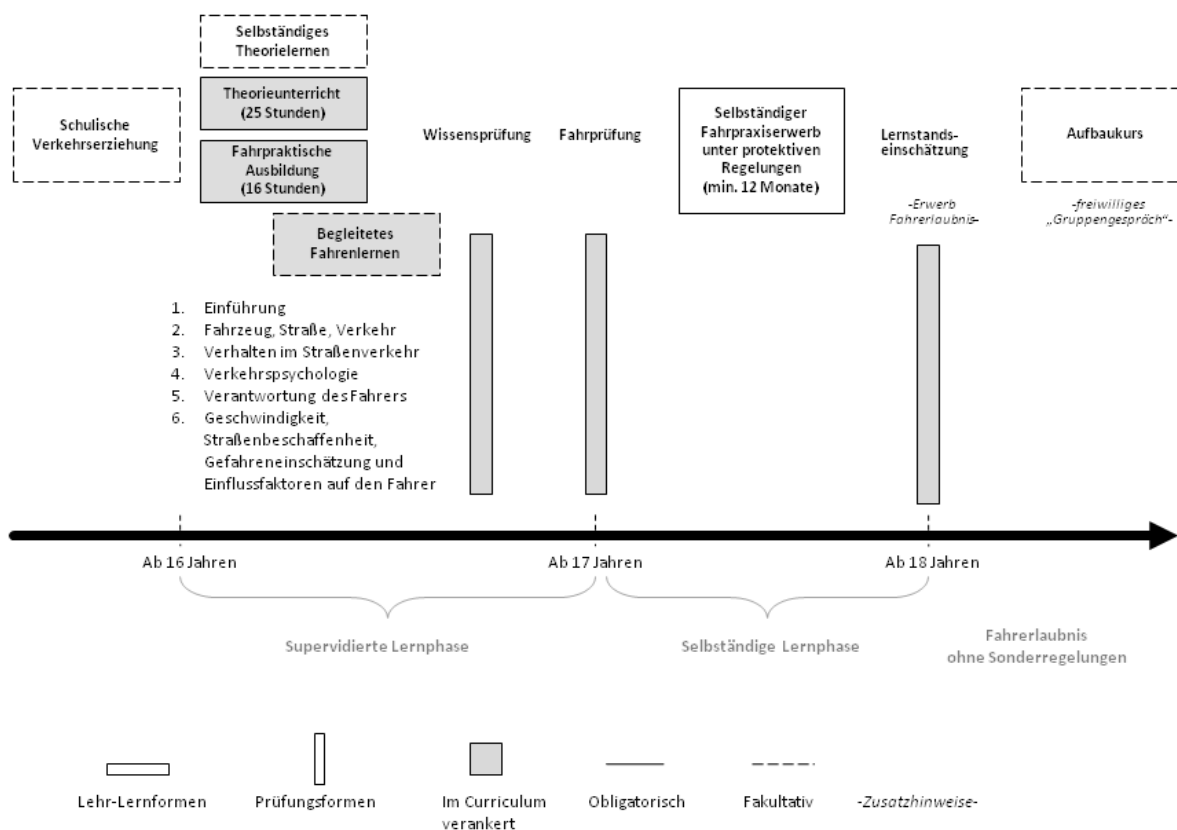 Selbständiges
Theorielernen
Schulische
Verkehrserziehung
Theorieunterricht
(25 Stunden)
Fahrpraktische
Ausbildung
(16 Stunden)
Begleitetes
Fahrenlernen
Wissensprüfung
Fahrprüfung
Selbständiger
Fahrpraxiserwerb
unter protektiven
Regelungen
(min. 12 Monate)
Lernstands-
einschätzung
-Erwerb
Fahrerlaubnis-
Aufbaukurs
-freiwilliges
„Gruppengespräch“-
1. Einführung
2. Fahrzeug, Straße, Verkehr
3. Verhalten im Straßenverkehr
4. Verkehrspsychologie
5. Verantwortung des Fahrers
6. Geschwindigkeit,
Straßenbeschaffenheit,
Gefahreneinschätzung und
Einflussfaktoren auf den Fahrer
Ab 16 Jahren
Ab 17 Jahren
Ab 18 Jahren
Supervidierte Lernphase
Selbständige Lernphase
Fahrerlaubnis
ohne Sonderregelungen
Lehr-Lernformen
Prüfungsformen
Im Curriculum
verankert
Obligatorisch
Fakultativ
-Zusatzhinweise-